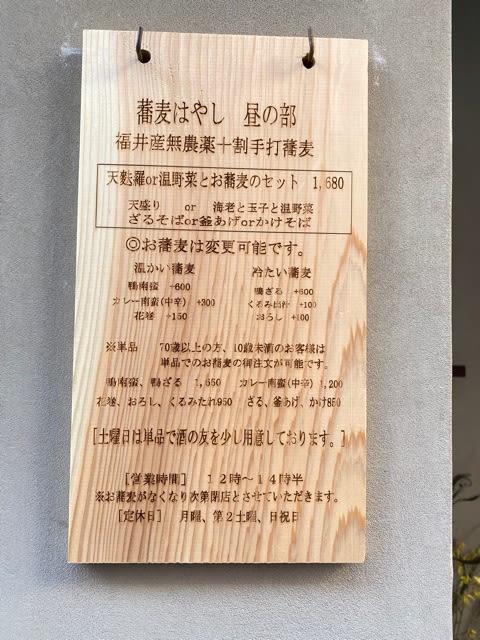 蕎麦はやし 昼の部
福井産無農薬十割手打蕎麦
天麩羅or温野菜とお蕎麦のセット 1,680
天盛り or 海老と玉子と温野菜
ざるそばor釜あげorかけそば
◎お蕎麦は変更可能です。
温かい蕎麦 冷たい蕎麦
鴨南蛮 +600 鴨ざる +600
カレー南蛮(中辛) +300 くるみ出汁 +100
花巻 +150 おろし +100
※単品 70歳以上の方、10歳未満のお客様は
単品でのお蕎麦の御注文が可能です。
鴨南蛮、鴨ざる 1,550 カレー南蛮(中辛) 1,200
花巻、おろし、くるみたれ950 ざる、釜あげ、かけ850
[土曜日は単品で酒の友を少し用意しております。]
[営業時間] 12時〜14時半
※お蕎麦がなくなり次第閉店とさせていただきます。
[定休日] 月曜、第2土曜、日祝日